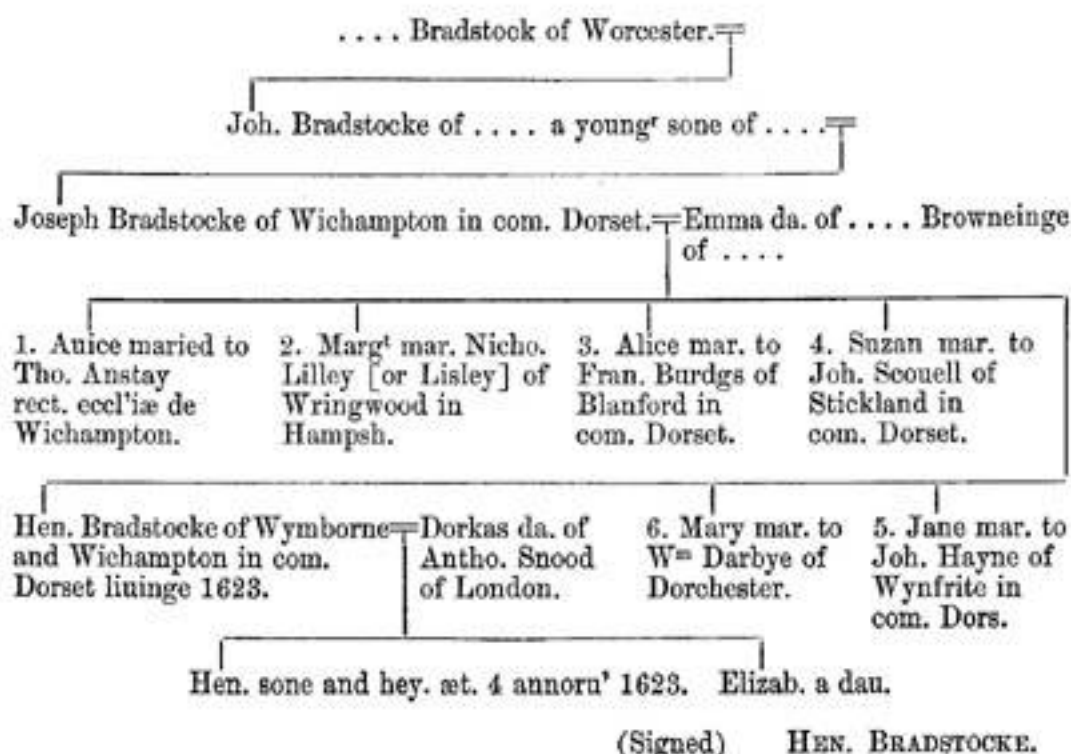 .... Bradstock of Worcester.
Joh. Bradstocke of .... a youngʳ sone of ....
Joseph Bradstocke of Wichampton in com. Dorset. Emma da. of .... Browneinge
of ....
1. Auice maried to
Tho. Anstay
rect. eccl'iæ de
Wichampton.
2. Margᵗ mar. Nicho.
Lilley [or Lisley] of
Wringwood in
Hampsh.
3. Alice mar. to
Fran. Burdgs of
Blanford in
com. Dorset.
4. Suzan mar. to
Joh. Scouell of
Stickland in
com. Dorset.
Hen. Bradstocke of Wymborne
and Wichampton in com.
Dorset liuinge 1623.
Dorkas da. of
Antho. Snood
of London.
6. Mary mar. to
Wᵐ Darbye of
Dorchester.
5. Jane mar. to
Joh. Hayne of
Wynfrite in
com. Dors.
Hen. sone and hey. æt. 4 annoru' 1623. Elizab. a dau.
(Signed) HEN. BRADSTOCKE.